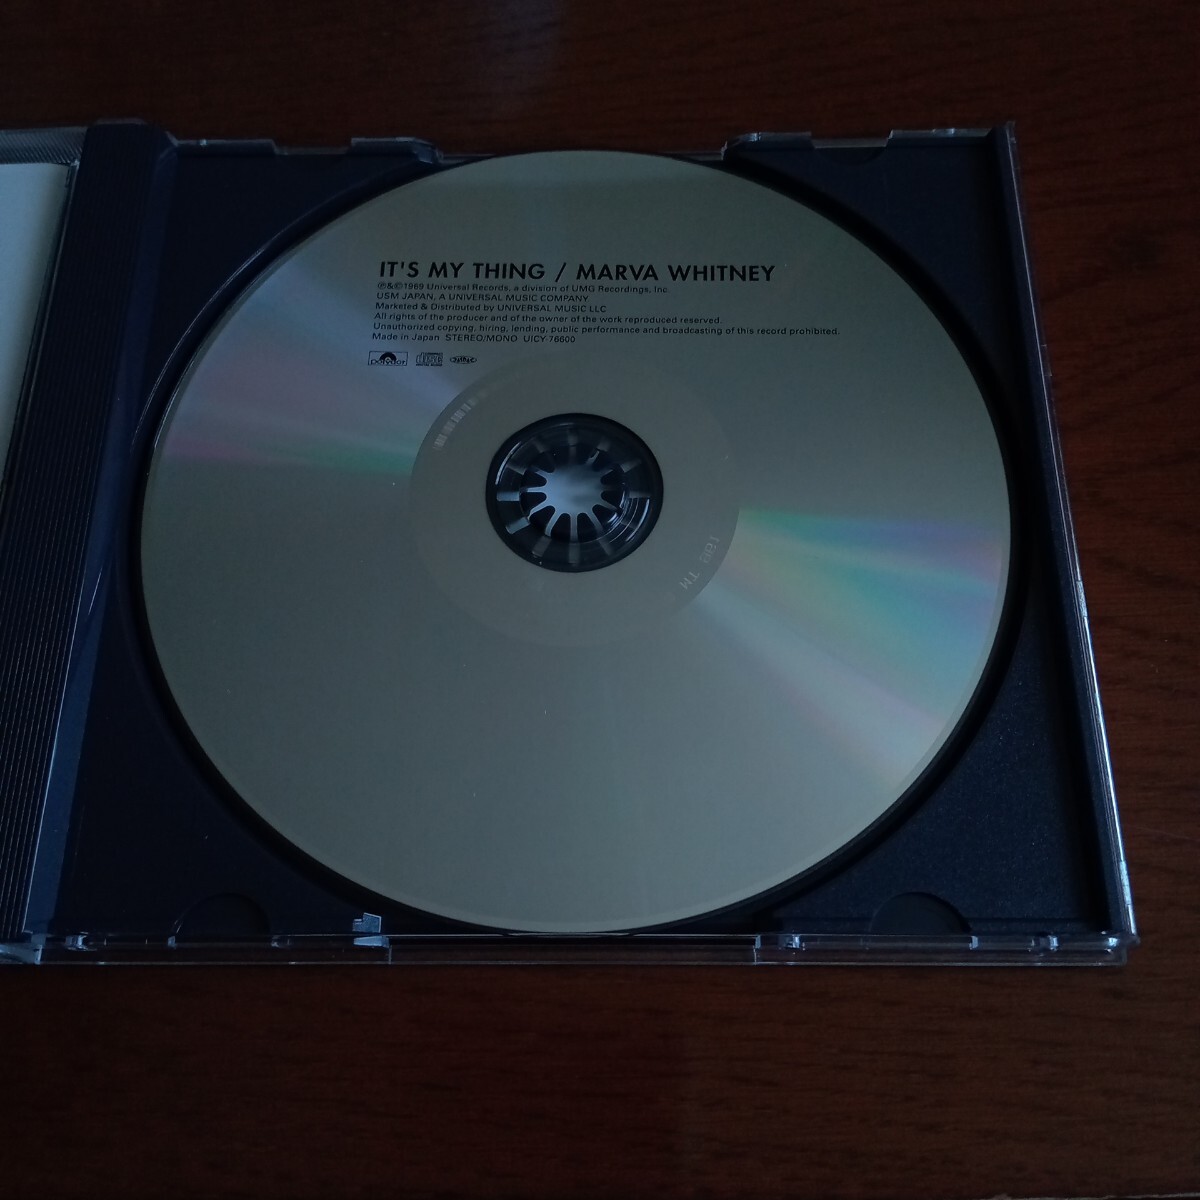 IT'S MY THING / MARVA WHITNEY
℗&©1969 Universal Records, a division of UMG Recordings, Inc.
USM JAPAN, A UNIVERSAL MUSIC COMPANY
Marketed & Distributed by UNIVERSAL MUSIC LLC
All rights of the producer and of the owner of the work reproduced reserved.
Unauthorized copying, hiring, lending, public performance and broadcasting of this record prohibited.
Made in Japan STEREO/MONO UICY-76600
polydor